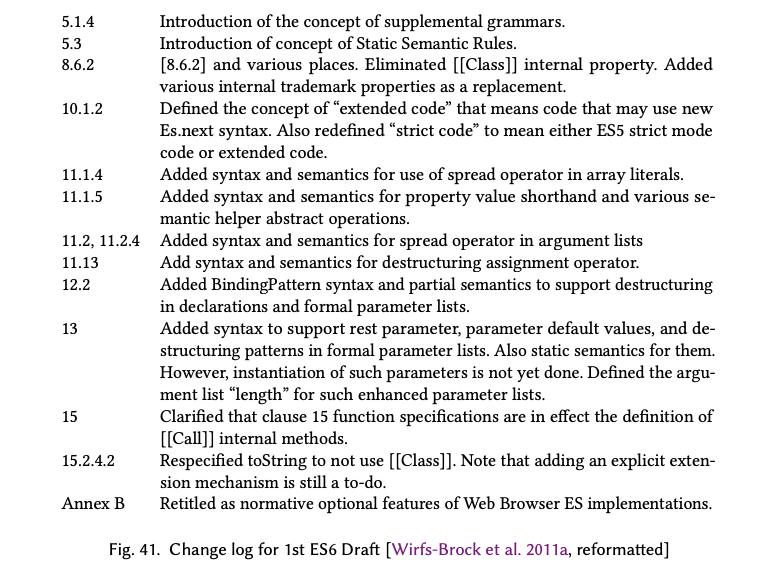 5.1.4 Introduction of the concept of supplemental grammars.
5.3 Introduction of concept of Static Semantic Rules.
8.6.2 [8.6.2] and various places. Eliminated [[Class]] internal property. Added
various internal trademark properties as a replacement.
10.1.2 Defined the concept of “extended code” that means code that may use new
Es.next syntax. Also redefined “strict code” to mean either ES5 strict mode
code or extended code.
11.1.4 Added syntax and semantics for use of spread operator in array literals.
11.1.5 Added syntax and semantics for property value shorthand and various se-
mantic helper abstract operations.
11.2, 11.2.4 Added syntax and semantics for spread operator in argument lists
11.13 Add syntax and semantics for destructuring assignment operator.
12.2 Added BindingPattern syntax and partial semantics to support destructuring
in declarations and formal parameter lists.
13 Added syntax to support rest parameter, parameter default values, and de-
structuring patterns in formal parameter lists. Also static semantics for them.
However, instantiation of such parameters is not yet done. Defined the argu-
ment list “length” for such enhanced parameter lists.
15 Clarified that clause 15 function specifications are in effect the definition of
[[Call]] internal methods.
15.2.4.2 Respecified toString to not use [[Class]]. Note that adding an explicit exten-
sion mechanism is still a to-do.
Annex B Retitled as normative optional features of Web Browser ES implementations.
Fig. 41. Change log for 1st ES6 Draft [Wirfs-Brock et al. 2011a, reformatted]